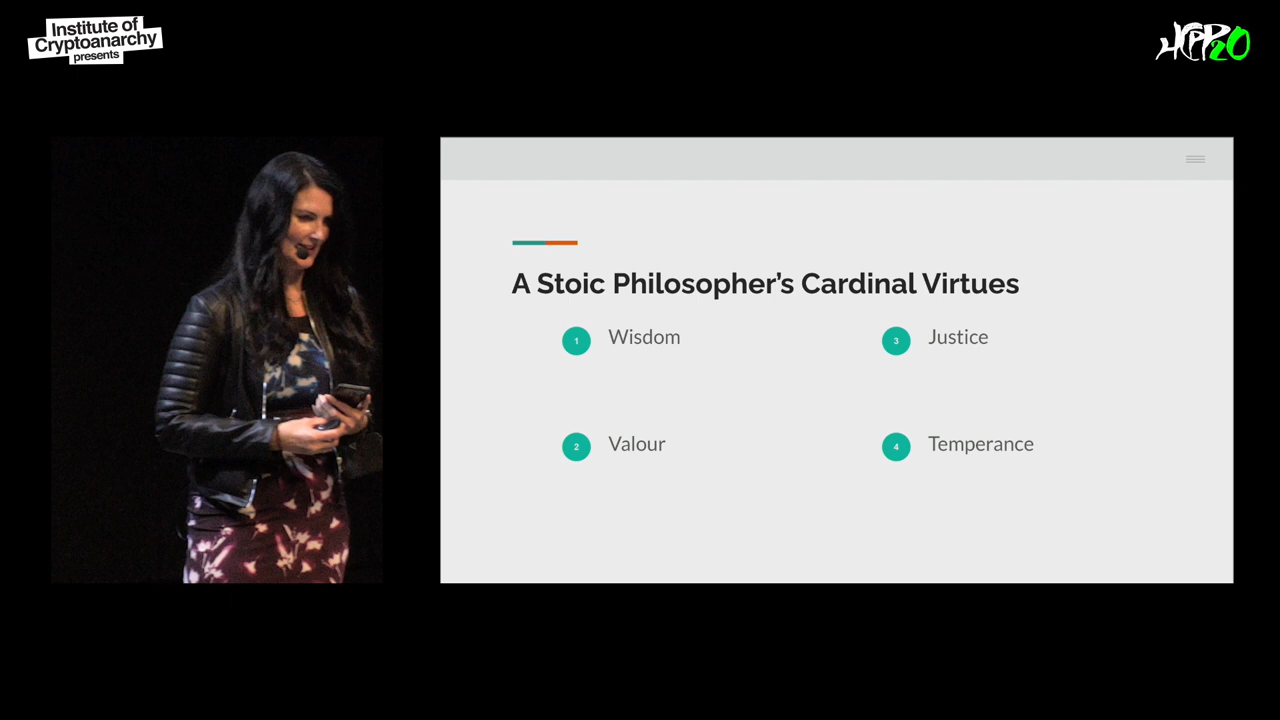 Institute of
Cryptoanarchy
presents
HCPP20
A Stoic Philosopher’s Cardinal Virtues
1 Wisdom
3 Justice
2 Valour
4 Temperance